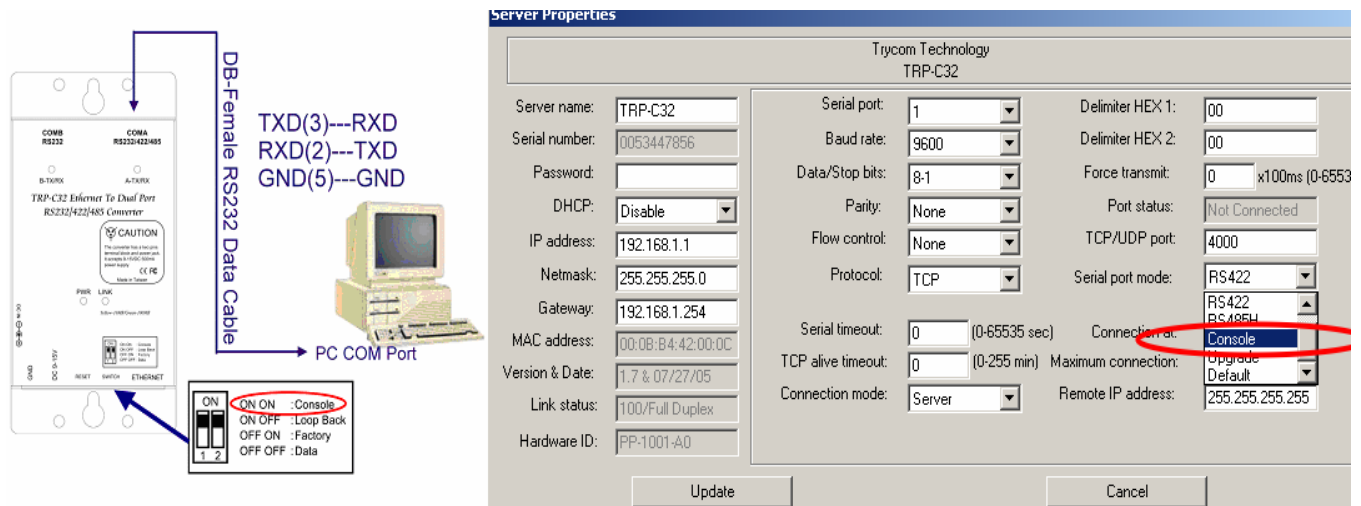 DB-Female RS232 Data Cable
TXD(3)---RXD
RXD(2)---TXD
GND(5)---GND
PC COM Port
COMB
RS232
COMA
RS232/422/485
B-TX/RX
A-TX/RX
TRP-C32 Ethernet To Dual Port
RS232/422/485 Converter
CAUTION
Made in Taiwan
PWR LINK
GND
DC 9-15V
RESET
SWITCH
ETHERNET
ON
1 2
ON ON :Console
ON OFF :Loop Back
OFF ON :Factory
OFF OFF :Data
Server Properties
Trycom Technology
TRP-C32
Server name: TRP-C32
Serial number: 0053447856
Password:
DHCP: Disable
IP address: 192.168.1.1
Netmask: 255.255.255.0
Gateway: 192.168.1.254
MAC address: 00:0B:B4:42:00:0C
Version & Date: 1.7 & 07/27/05
Link status: 100/Full Duplex
Hardware ID: PP-1001-A0
Serial port: 1
Baud rate: 9600
Data/Stop bits: 8-1
Parity: None
Flow control: None
Protocol: TCP
Serial timeout: 0 (0-65535 sec)
TCP alive timeout: 0 (0-255 min)
Connection mode: Server
Delimiter HEX 1: 00
Delimiter HEX 2: 00
Force transmit: 0 x100ms (0-6553
Port status: Not Connected
TCP/UDP port: 4000
Serial port mode: RS422
RS422
RS485H
Console
Upgrade
Default
Connection at:
Maximum connection:
Remote IP address: 255.255.255.255
Update
Cancel